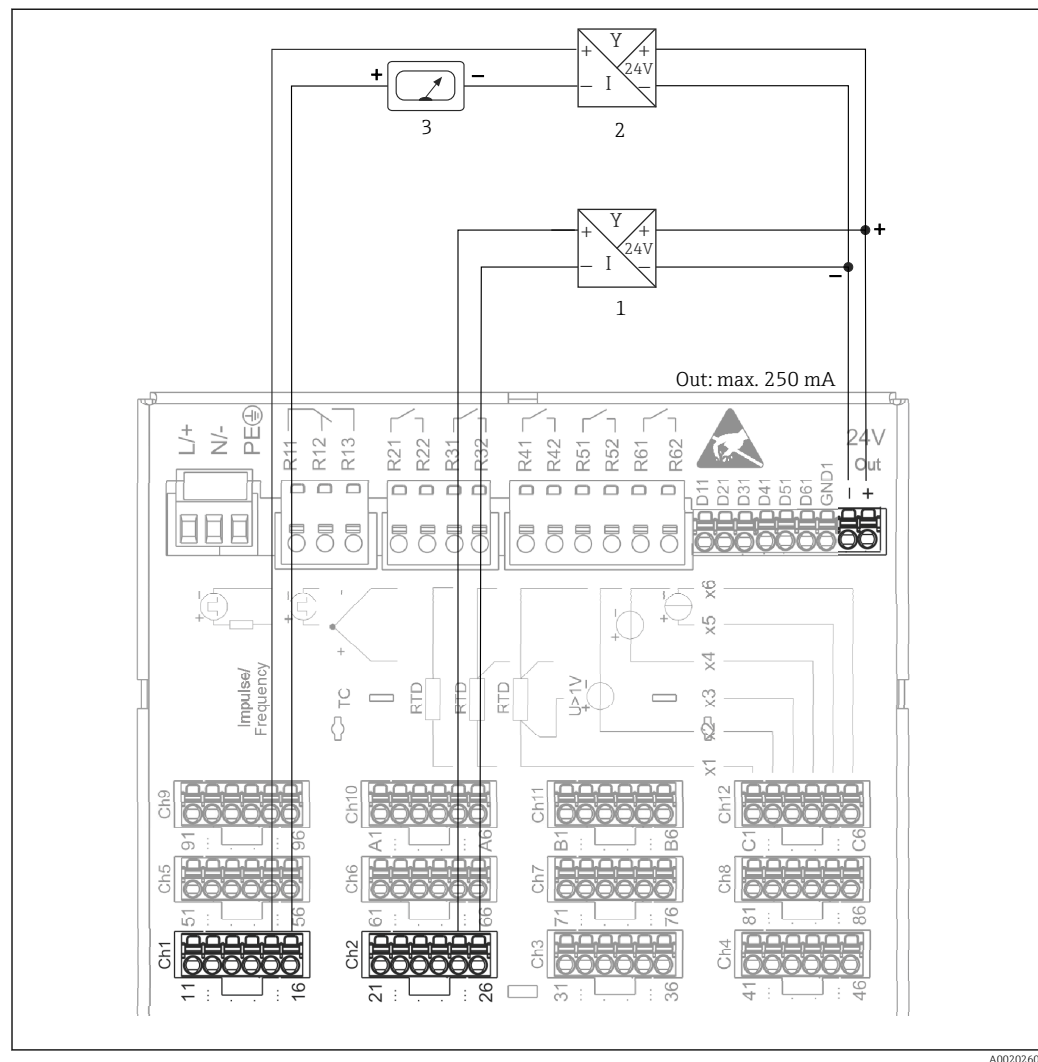 Y
+ +
24V
− I −
2
+ −
3
Y
+ +
24V
− I −
1
+
−
Out: max. 250 mA
L/+
N/-
PE
R11
R12
R13
R21
R22
R31
R32
R41
R42
R51
R52
R61
R62
D11
D21
D31
D41
D51
D61
GND1
24V
Out
− +
Impulse/
Frequency
TC
RTD
RTD
RTD
U>1V
x6
x5
x4
x3
x2
x1
Ch9
91 ... 96
Ch10
A1 ... A6
Ch11
B1 ... B6
Ch12
C1 ... C6
Ch5
51 ... 56
Ch6
61 ... 66
Ch7
71 ... 76
Ch8
81 ... 86
Ch1
11 ... 16
Ch2
21 ... 26
Ch3
31 ... 36
Ch4
41 ... 46
A0020260